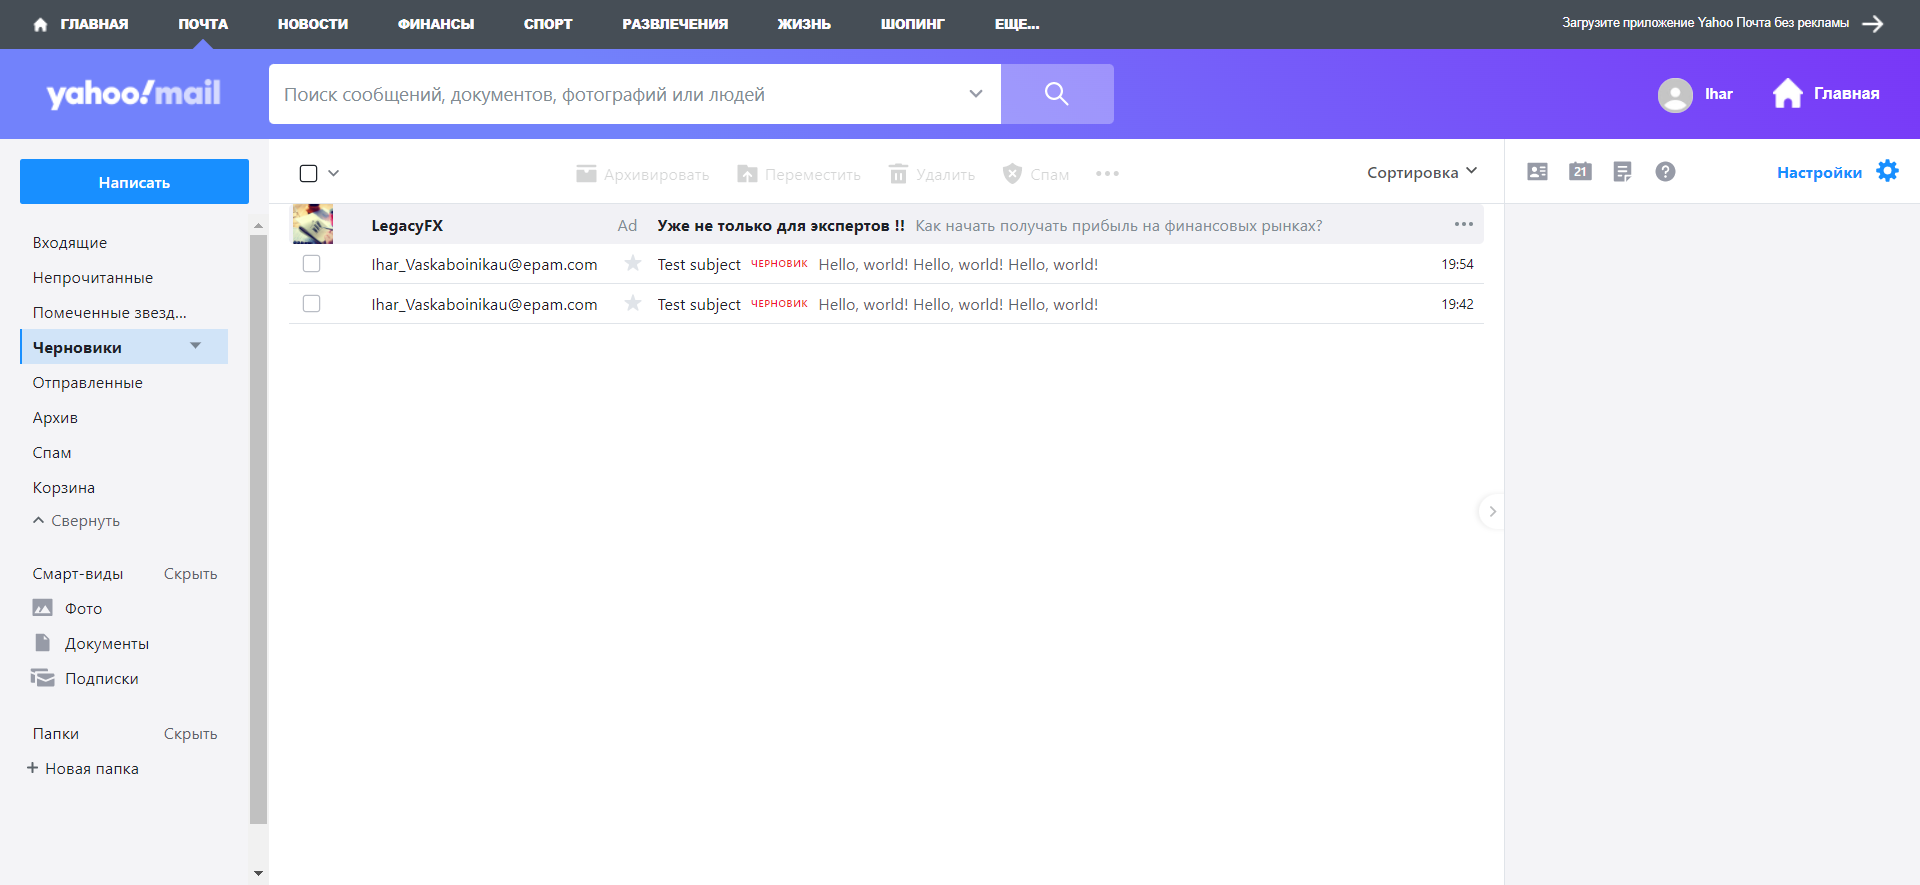 ГЛАВНАЯ ПОЧТА НОВОСТИ ФИНАНСЫ СПОРТ РАЗВЛЕЧЕНИЯ ЖИЗНЬ ШОПИНГ ЕЩЕ... Загрузите приложение Yahoo Почта без рекламы
yahoo!mail Поиск сообщений, документов, фотографий или людей Ihar Главная
Написать Архивировать Переместить Удалить Спам Сортировка 21 Настройки
LegacyFX Ad Уже не только для экспертов !! Как начать получать прибыль на финансовых рынках?
Ihar_Vaskaboinikau@epam.com Test subject ЧЕРНОВИК Hello, world! Hello, world! Hello, world! 19:54
Ihar_Vaskaboinikau@epam.com Test subject ЧЕРНОВИК Hello, world! Hello, world! Hello, world! 19:42
Входящие
Непрочитанные
Помеченные звезд...
Черновики
Отправленные
Архив
Спам
Корзина
Свернуть
Смарт-виды Скрыть
Фото
Документы
Подписки
Папки Скрыть
+ Новая папка